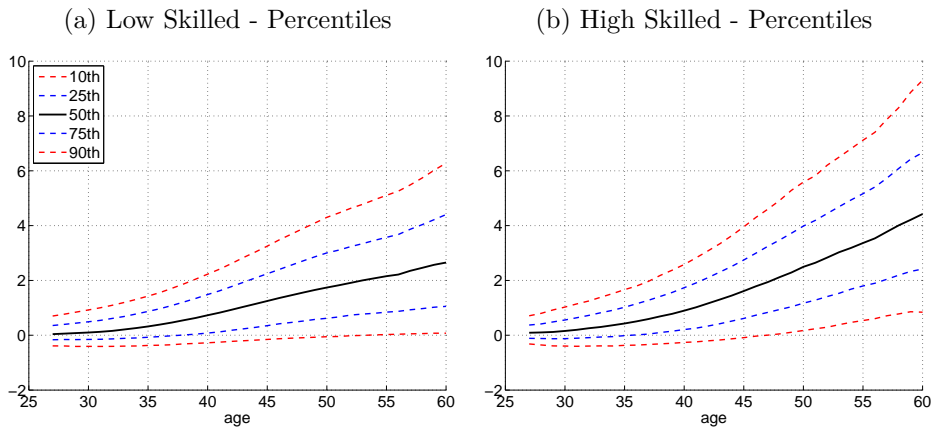 (a) Low Skilled - Percentiles
10
8
6
4
2
0
−2
25 30 35 40 45 50 55 60
age
10th
25th
50th
75th
90th
(b) High Skilled - Percentiles
10
8
6
4
2
0
−2
25 30 35 40 45 50 55 60
age